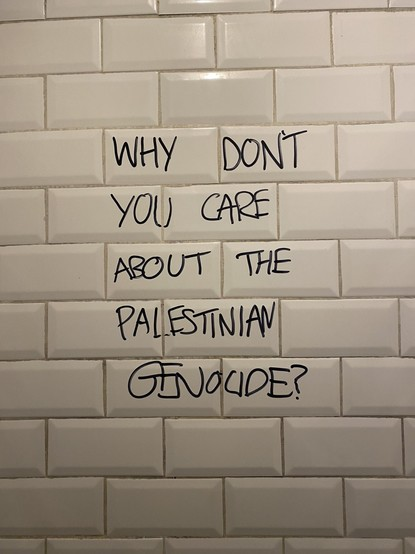 WHY DON'T
YOU CARE
ABOUT THE
PALESTINIAN
GENOCIDE?